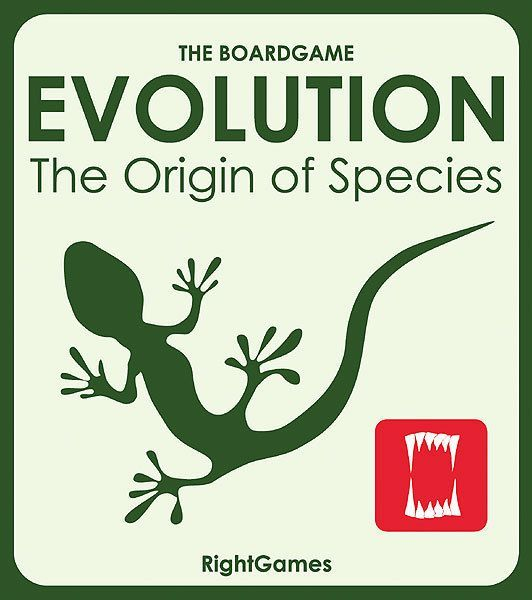 THE BOARDGAME
EVOLUTION
The Origin of Species
RightGames